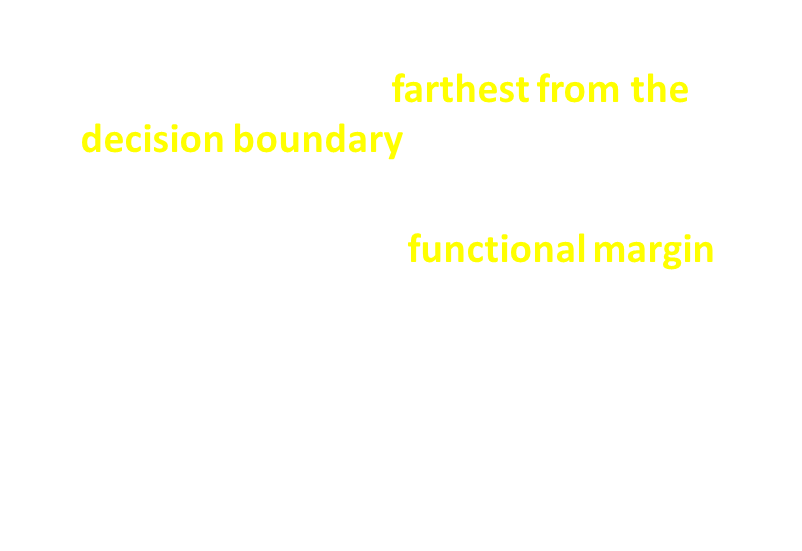 farthest from the
decision boundary
functional margin